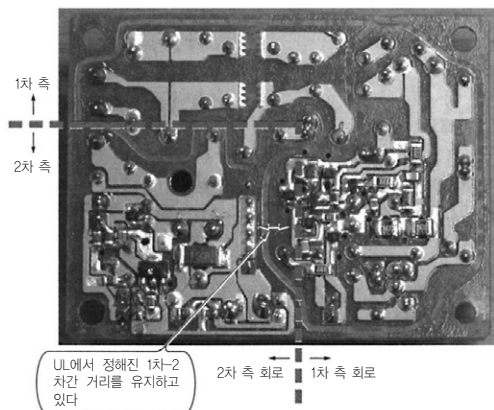 1차 측
2차 측
UL에서 정해진 1차-2
차간 거리를 유지하고
있다
2차 측 회로
1차 측 회로